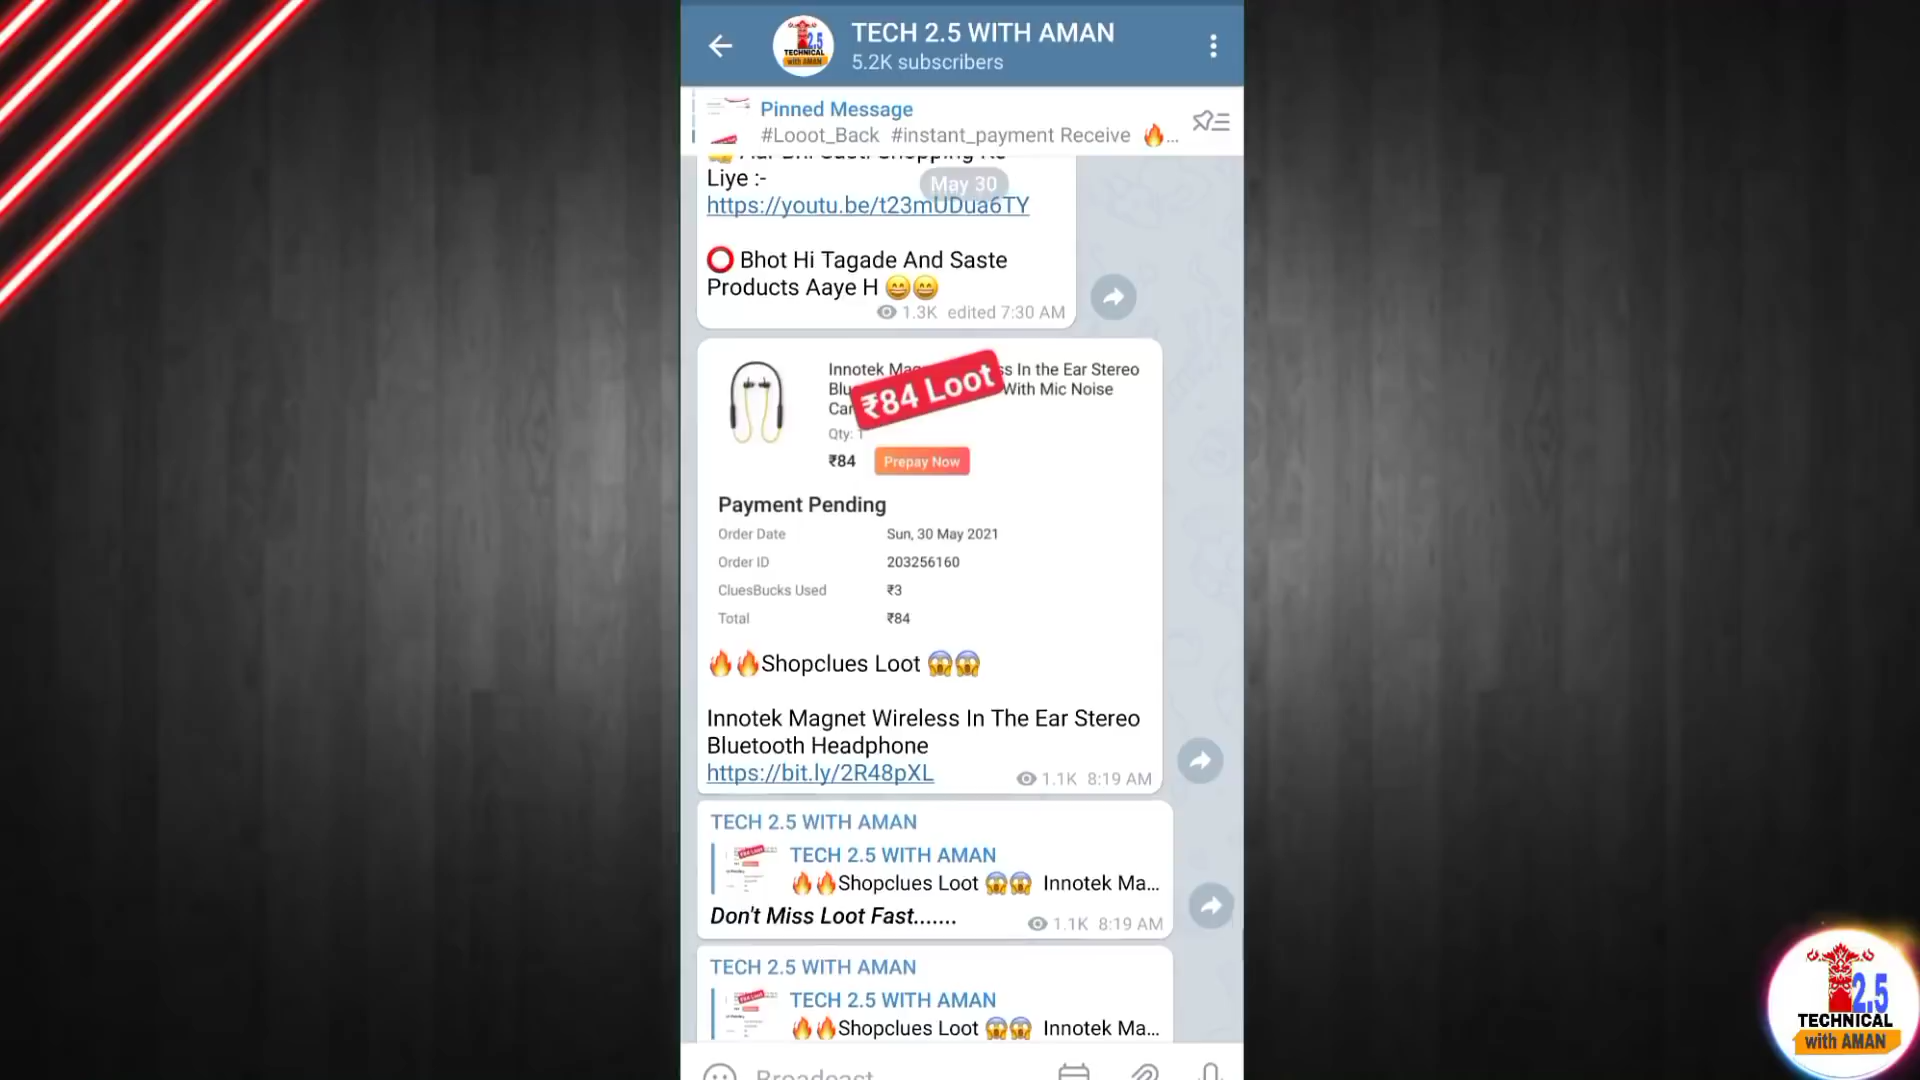 TECH 2.5 WITH AMAN
5.2K subscribers
Pinned Message
#Looot_Back #instant_payment Receive 🔥...
Liye :-
May 30
https://youtu.be/t23mUDua6TY
⭕ Bhot Hi Tagade And Saste
Products Aaye H 😄😄
1.3K edited 7:30 AM
Innotek In the Ear Stereo
With Mic Noise
₹84 Loot
Qty: 1
₹84 Prepay Now
Payment Pending
Order Date Sun, 30 May 2021
Order ID 203256160
CluesBucks Used ₹3
Total ₹84
🔥🔥Shopclues Loot 😱😱
Innotek Magnet Wireless In The Ear Stereo
Bluetooth Headphone
https://bit.ly/2R48pXL
1.1K 8:19 AM
TECH 2.5 WITH AMAN
TECH 2.5 WITH AMAN
🔥🔥Shopclues Loot 😱😱 Innotek Ma...
Don't Miss Loot Fast.......
1.1K 8:19 AM
TECH 2.5 WITH AMAN
TECH 2.5 WITH AMAN
🔥🔥Shopclues Loot 😱😱 Innotek Ma...
Broadcast
2.5
TECHNICAL
with AMAN